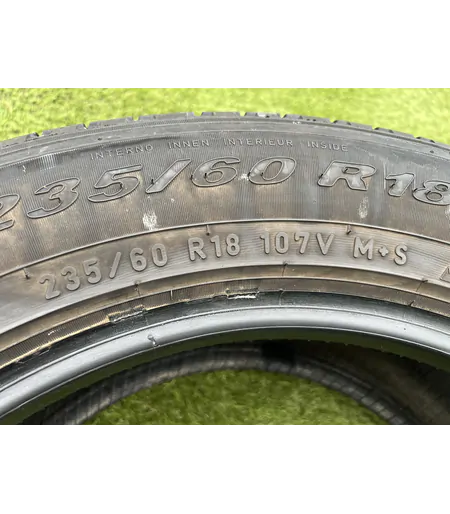 INTERNO INNEN INTERIEUR INSIDE
235/60 R18
235/60 R18 107V M+S